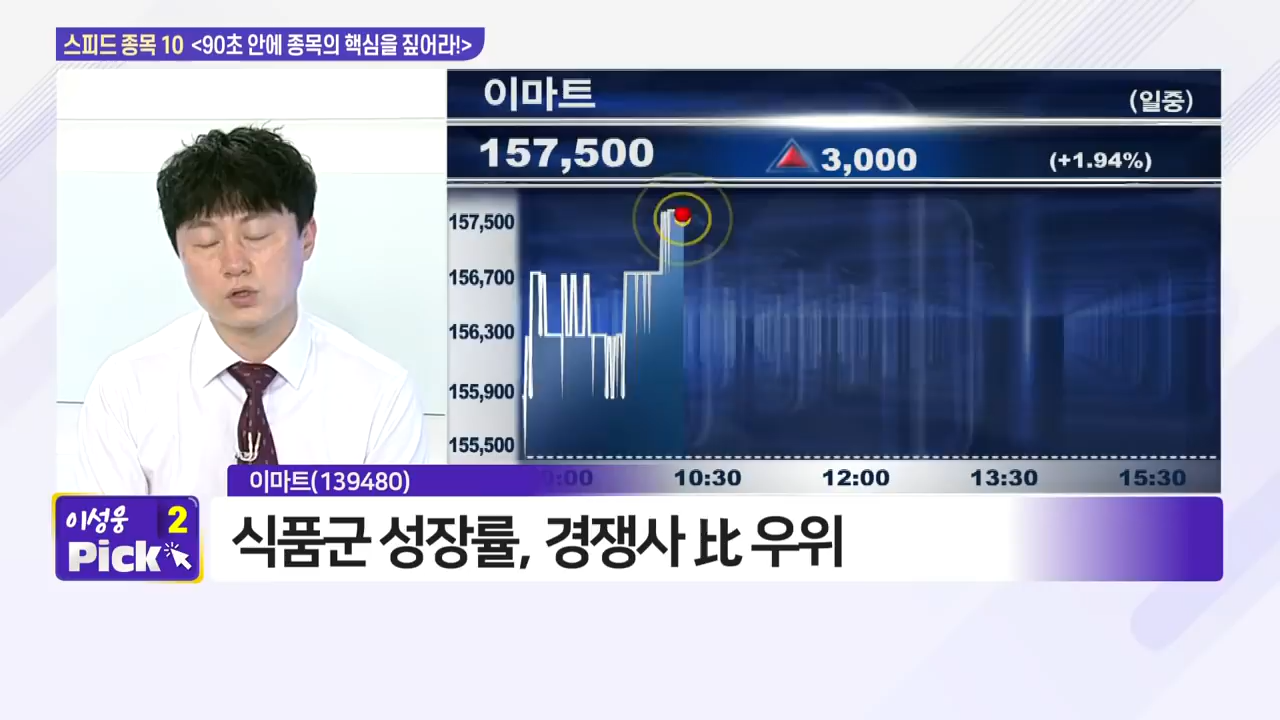 스피드 종목 10 <90초 안에 종목의 핵심을 짚어라!>
이마트
(일중)
157,500
3,000
(+1.94%)
157,500
156,700
156,300
155,900
155,500
10:30
12:00
13:30
15:30
이마트(139480)
이성웅 2
Pick
식품군 성장률, 경쟁사 比 우위